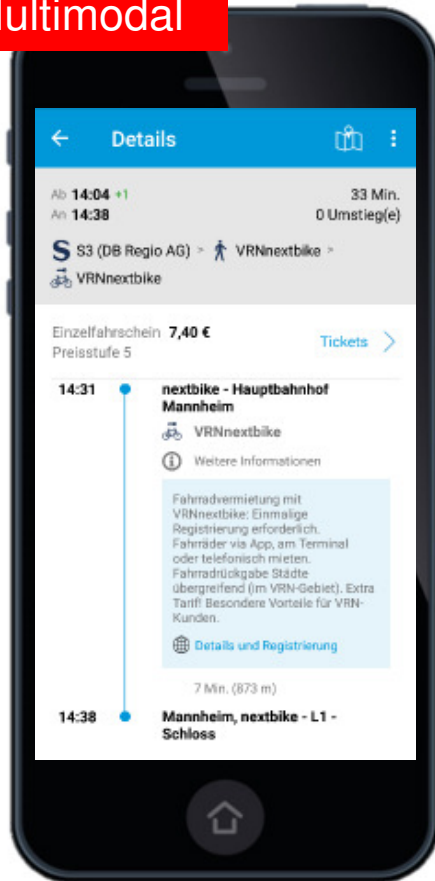 ultimodal
Details
Ab 14:04 +1
33 Min.
An 14:38
0 Umstieg(e)
S S3 (DB Regio AG) > VRNnextbike >
VRNnextbike
Einzelfahrschein 7,40 €
Preisstufe 5
Tickets >
14:31 nextbike - Hauptbahnhof
Mannheim
VRNnextbike
i Weitere Informationen
Fahrradvermietung mit
VRNnextbike: Einmalige
Registrierung erforderlich.
Fahrräder via App, am Terminal
oder telefonisch mieten.
Fahrradrückgabe Städte
übergreifend (im VRN-Gebiet). Extra
Tarif! Besondere Vorteile für VRN-
Kunden.
Details und Registrierung
7 Min. (873 m)
14:38 Mannheim, nextbike - L1 -
Schloss